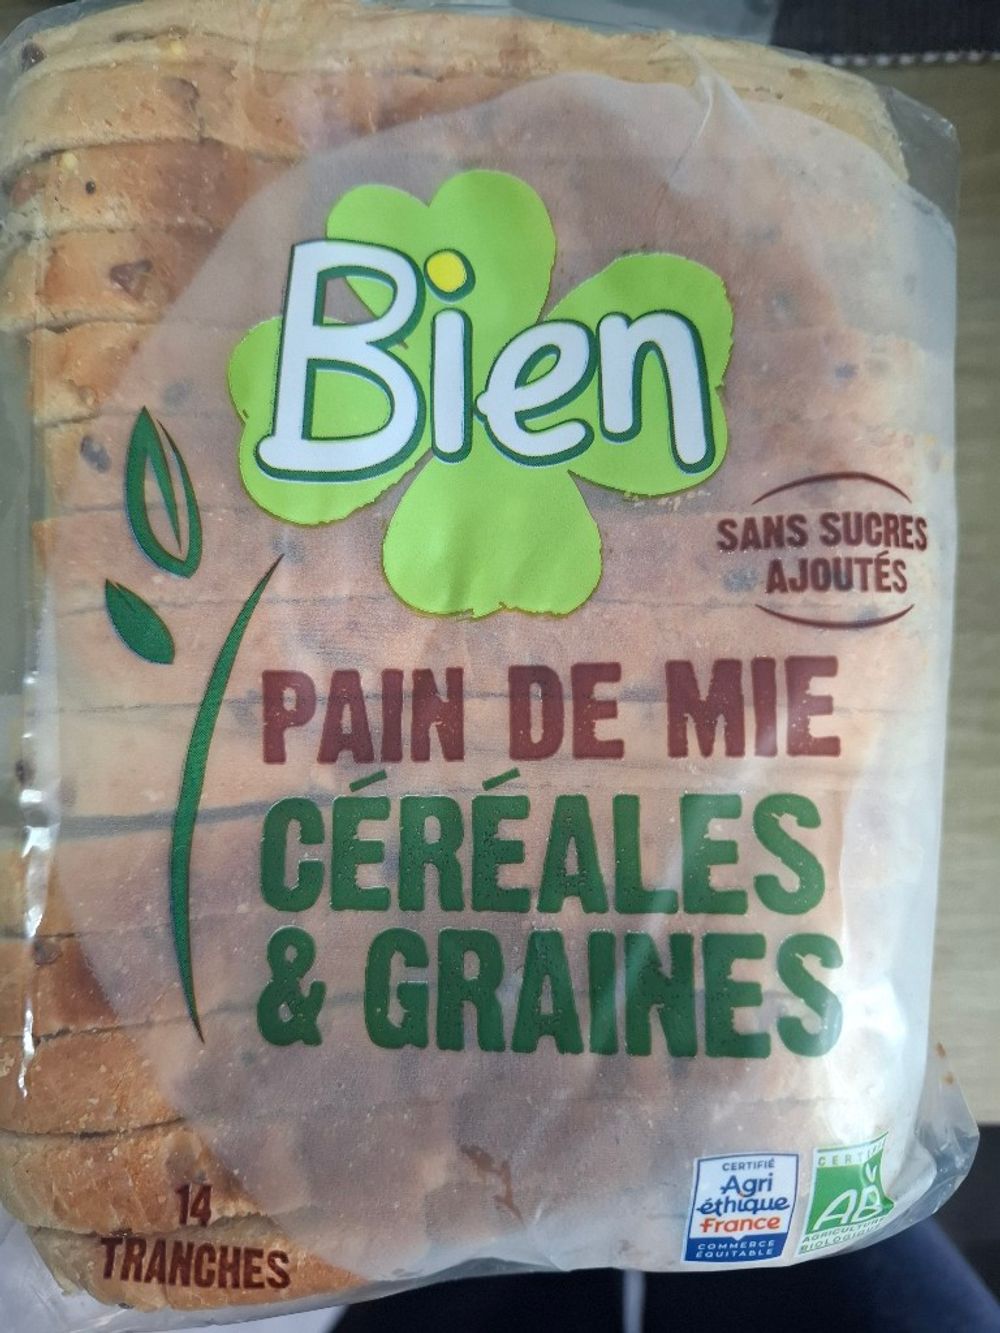 Bien
SANS SUCRES
AJOUTÉS
PAIN DE MIE
CÉRÉALES
& GRAINES
14
TRANCHES
CERTIFIÉ
Agri
éthique
France
COMMERCE
ÉQUITABLE
AB
AGRICULTURE
BIOLOGIQUE